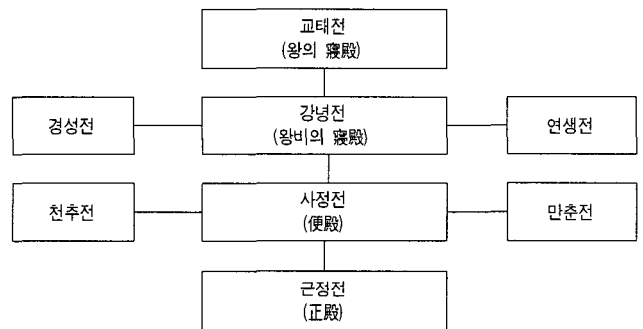 교태전
(왕의 寢殿)
경성전
강녕전
(왕비의 寢殿)
연생전
천추전
사정전
(便殿)
만춘전
근정전
(正殿)